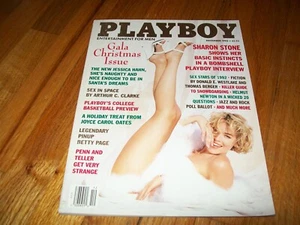 PLAYBOY
ENTERTAINMENT FOR MEN
Gala
Christmas
Issue
THE NEW JESSICA HAHN,
SHE'S NAUGHTY AND
NICE ENOUGH TO BE IN
SANTA'S DREAMS
SEX IN SPACE
BY ARTHUR C. CLARKE
PLAYBOY'S COLLEGE
BASKETBALL PREVIEW
A HOLIDAY TREAT FROM
JOYCE CAROL OATES
LEGENDARY
PINUP
BETTY PAGE
PENN AND
TELLER
GET VERY
STRANGE
SHARON STONE
SHOWS HER
BASIC INSTINCTS
IN A BOMBSHELL
PLAYBOY INTERVIEW
SEX STARS OF 1992 · FICTION
BY DONALD E. WESTLAKE AND
THOMAS BERGER · KILLER GUIDE
TO SNOWBOARDING · HELMUT
NEWTON IN A WICKED 20
QUESTIONS · JAZZ AND ROCK
POLL BALLOT · AND MUCH MORE